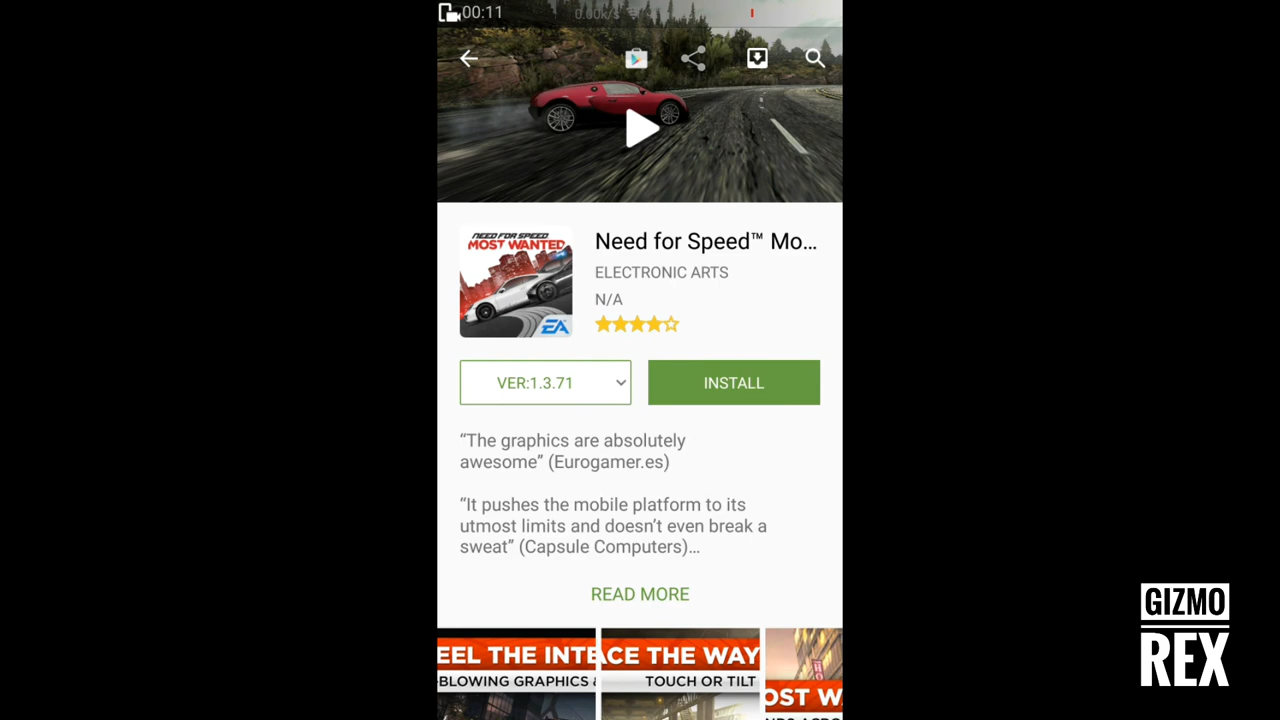 00:11
0.00k/s
NEED FOR SPEED
MOST WANTED
EA
Need for Speed™ Mo...
ELECTRONIC ARTS
N/A
VER:1.3.71
INSTALL
“The graphics are absolutely
awesome” (Eurogamer.es)
“It pushes the mobile platform to its
utmost limits and doesn’t even break a
sweat” (Capsule Computers)...
READ MORE
EEL THE INTE
-BLOWING GRAPHICS &
ACE THE WAY
TOUCH OR TILT
OST W
GIZMO
REX